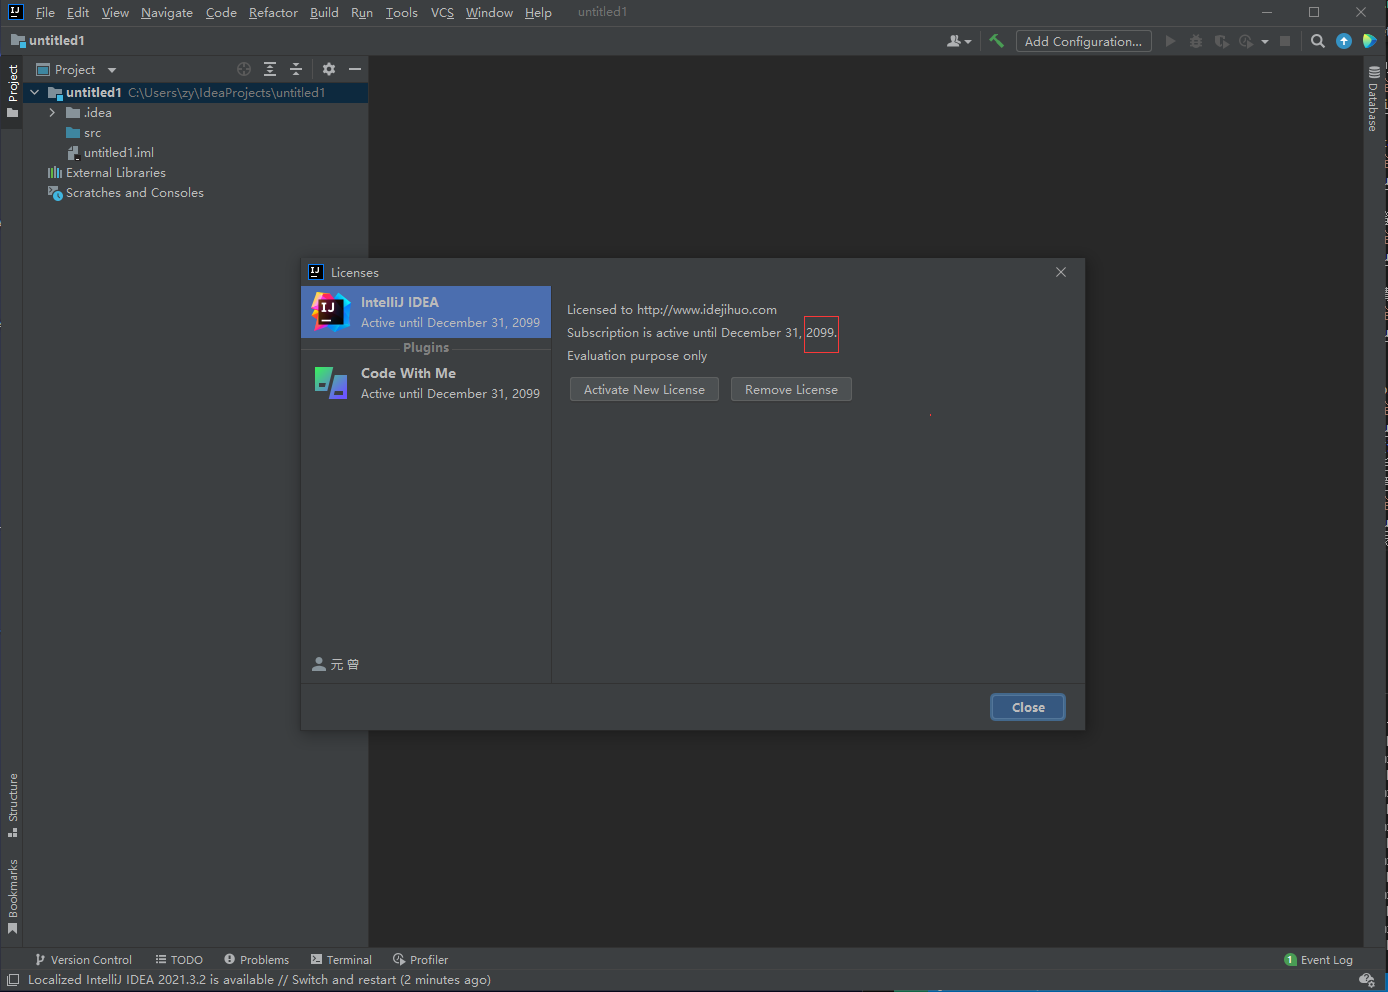 File Edit View Navigate Code Refactor Build Run Tools VCS Window Help untitled1
untitled1
Add Configuration...
Project
Project
untitled1 C:\Users\zy\IdeaProjects\untitled1
.idea
src
untitled1.iml
External Libraries
Scratches and Consoles
Database
Licenses
IntelliJ IDEA
Active until December 31, 2099
Plugins
Code With Me
Active until December 31, 2099
元 曾
Licensed to http://www.idejihuo.com
Subscription is active until December 31, 2099.
Evaluation purpose only
Activate New License Remove License
Close
Structure
Bookmarks
Version Control TODO Problems Terminal Profiler
1 Event Log
Localized IntelliJ IDEA 2021.3.2 is available // Switch and restart (2 minutes ago)